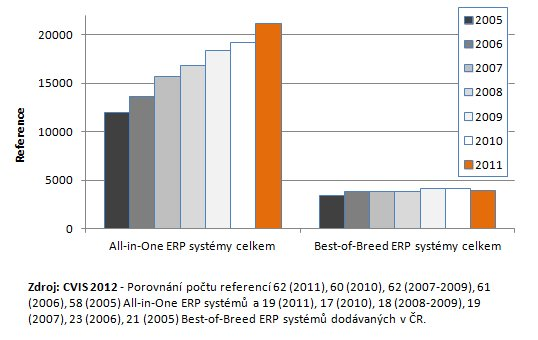 20000
15000
10000
5000
0
Reference
2005
2006
2007
2008
2009
2010
2011
All-in-One ERP systémy celkem
Best-of-Breed ERP systémy celkem
Zdroj: CVIS 2012 - Porovnání počtu referencí 62 (2011), 60 (2010), 62 (2007-2009), 61
(2006), 58 (2005) All-in-One ERP systémů a 19 (2011), 17 (2010), 18 (2008-2009), 19
(2007), 23 (2006), 21 (2005) Best-of-Breed ERP systémů dodávaných v ČR.